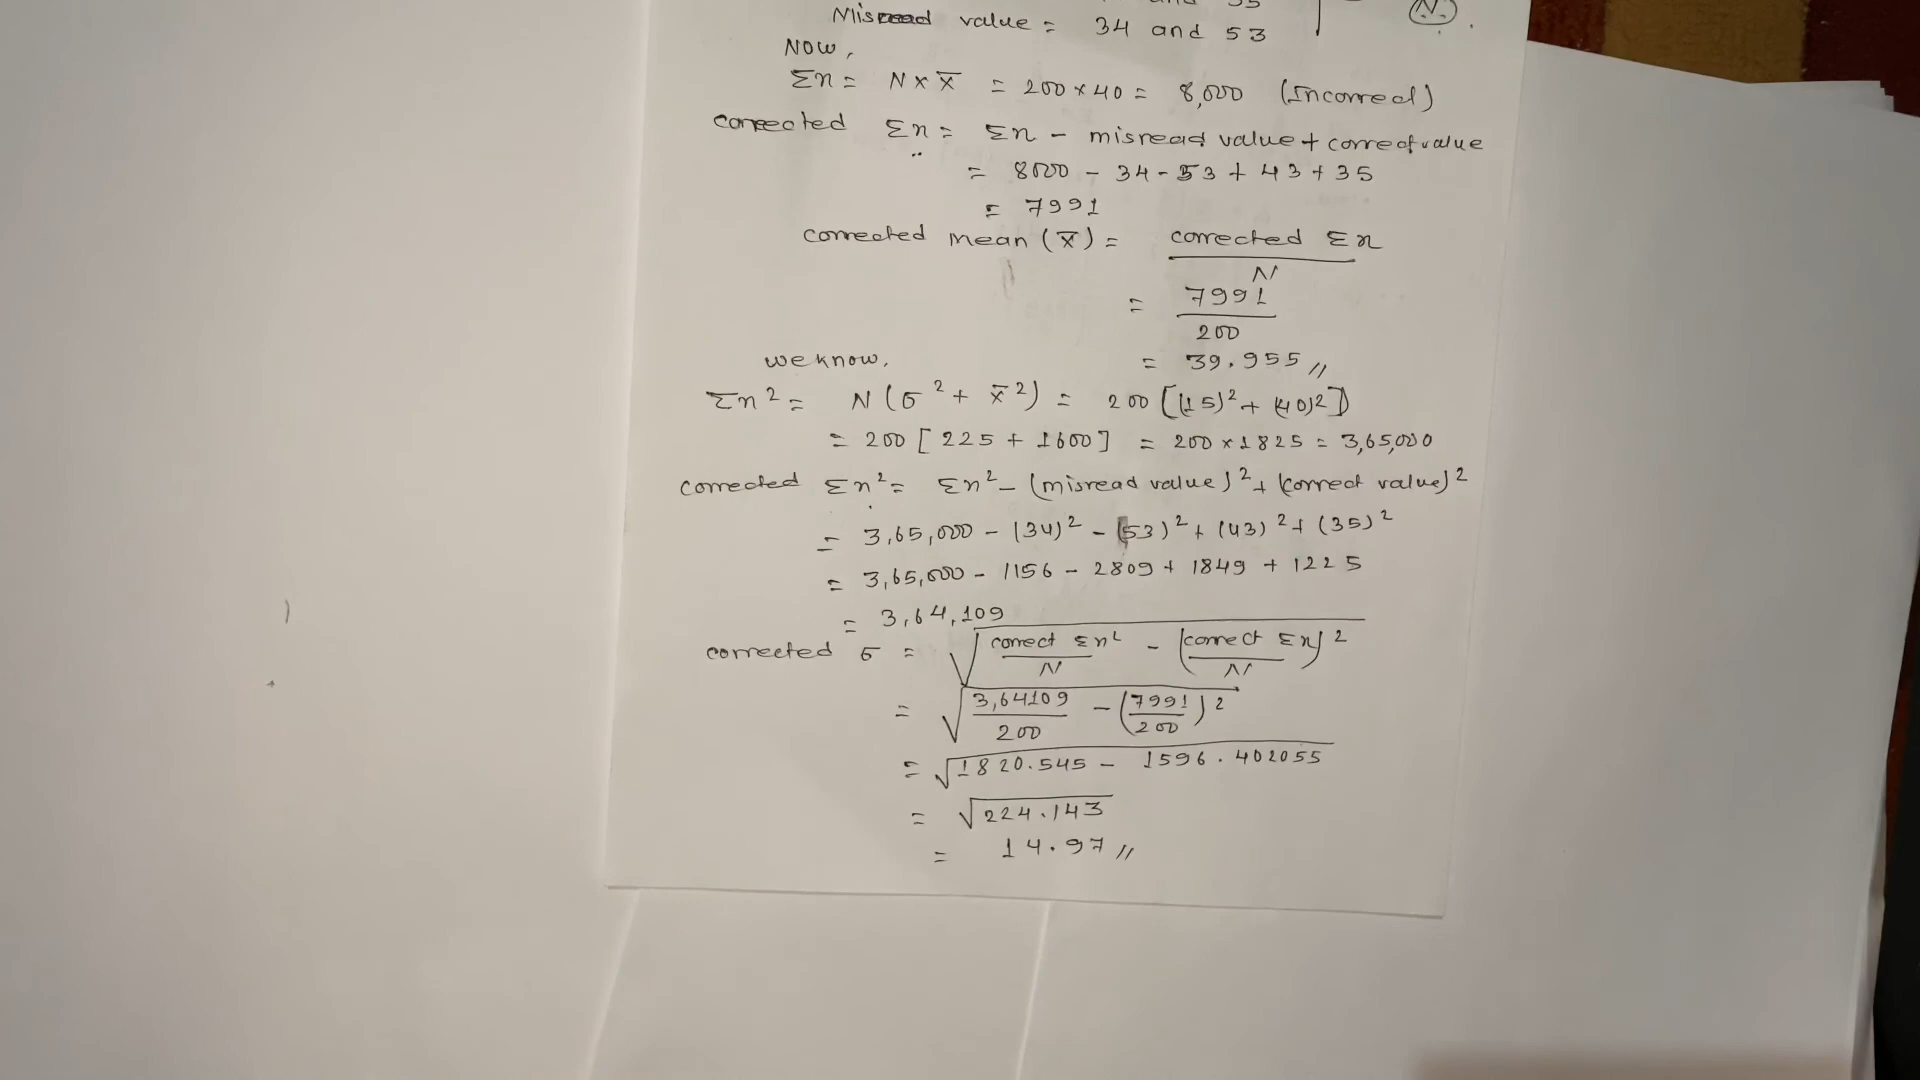 Misread value = 34 and 53
N.
Now,
Σx = N × x̄ = 200 × 40 = 8,000 (Incorrect)
corrected Σx = Σx - misread value + correct value
= 8000 - 34 - 53 + 43 + 35
= 7991
corrected mean (x̄) = corrected Σx / N
= 7991 / 200
= 39.955 //
we know,
Σx² = N (σ² + x̄²) = 200 [(15)² + (40)²]
= 200 [225 + 1600] = 200 × 1825 = 3,65,000
corrected Σx² = Σx² - (misread value)² + (correct value)²
= 3,65,000 - (34)² - (53)² + (43)² + (35)²
= 3,65,000 - 1156 - 2809 + 1849 + 1225
= 3,64,109
corrected σ = √ correct Σx² / N - (correct Σx / N)²
= √ 3,64109 / 200 - (7991 / 200)²
= √ 1820.545 - 1596.402055
= √ 224.143
= 14.97 //